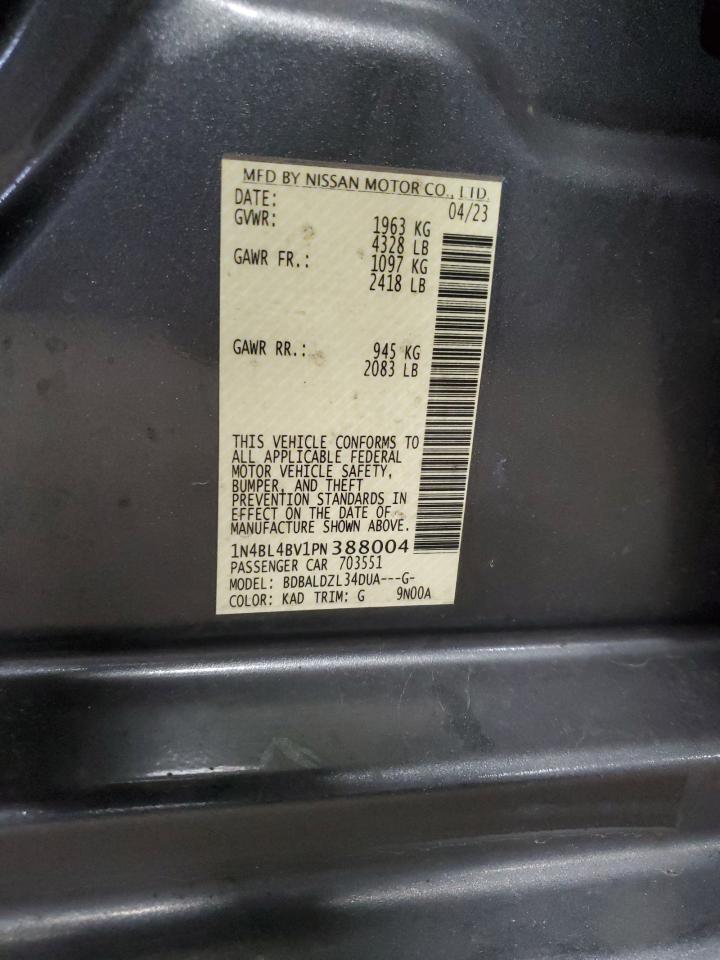 MFD BY NISSAN MOTOR CO., LTD.
DATE: 04/23
GVWR: 1963 KG
4328 LB
GAWR FR.: 1097 KG
2418 LB
GAWR RR.: 945 KG
2083 LB
THIS VEHICLE CONFORMS TO
ALL APPLICABLE FEDERAL
MOTOR VEHICLE SAFETY,
BUMPER, AND THEFT
PREVENTION STANDARDS IN
EFFECT ON THE DATE OF
MANUFACTURE SHOWN ABOVE.
1N4BL4BV1PN388004
PASSENGER CAR 703551
MODEL: BDBALDZL34DUA---G-
COLOR: KAD TRIM: G 9N00A